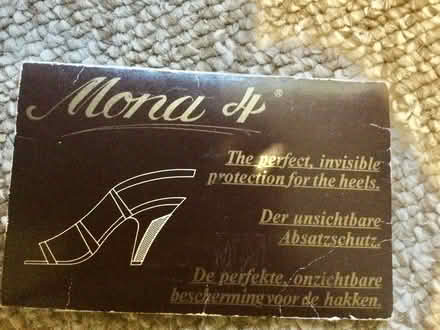 Mona 4®
The perfect, invisible
protection for the heels.
Der unsichtbare
Absatzschutz.
De perfekte, onzichtbare
bescherming voor de hakken.